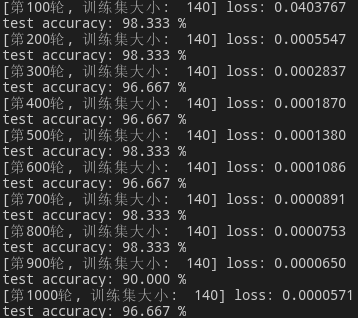 [第100轮, 训练集大小:  140] loss: 0.0403767
test accuracy: 98.333 %
[第200轮, 训练集大小:  140] loss: 0.0005547
test accuracy: 98.333 %
[第300轮, 训练集大小:  140] loss: 0.0002837
test accuracy: 96.667 %
[第400轮, 训练集大小:  140] loss: 0.0001870
test accuracy: 96.667 %
[第500轮, 训练集大小:  140] loss: 0.0001380
test accuracy: 98.333 %
[第600轮, 训练集大小:  140] loss: 0.0001086
test accuracy: 96.667 %
[第700轮, 训练集大小:  140] loss: 0.0000891
test accuracy: 98.333 %
[第800轮, 训练集大小:  140] loss: 0.0000753
test accuracy: 98.333 %
[第900轮, 训练集大小:  140] loss: 0.0000650
test accuracy: 90.000 %
[第1000轮, 训练集大小:  140] loss: 0.0000571
test accuracy: 96.667 %